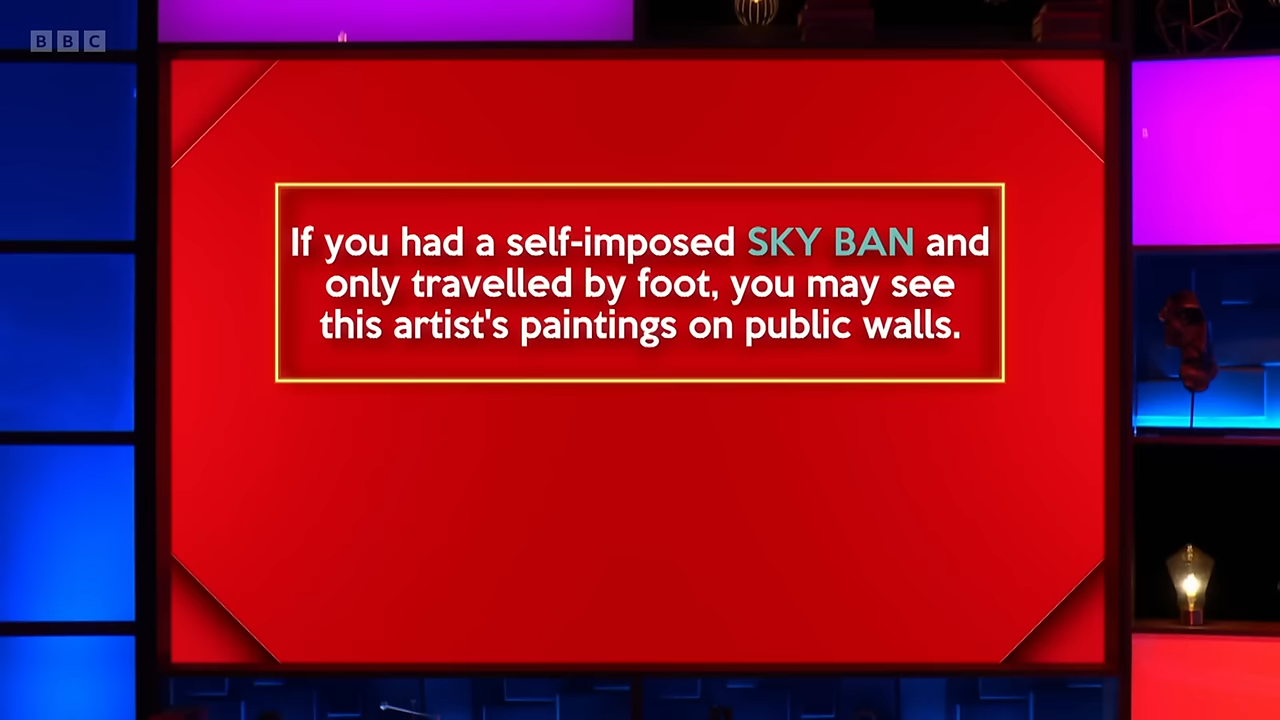 BBC
If you had a self-imposed SKY BAN and
only travelled by foot, you may see
this artist's paintings on public walls.